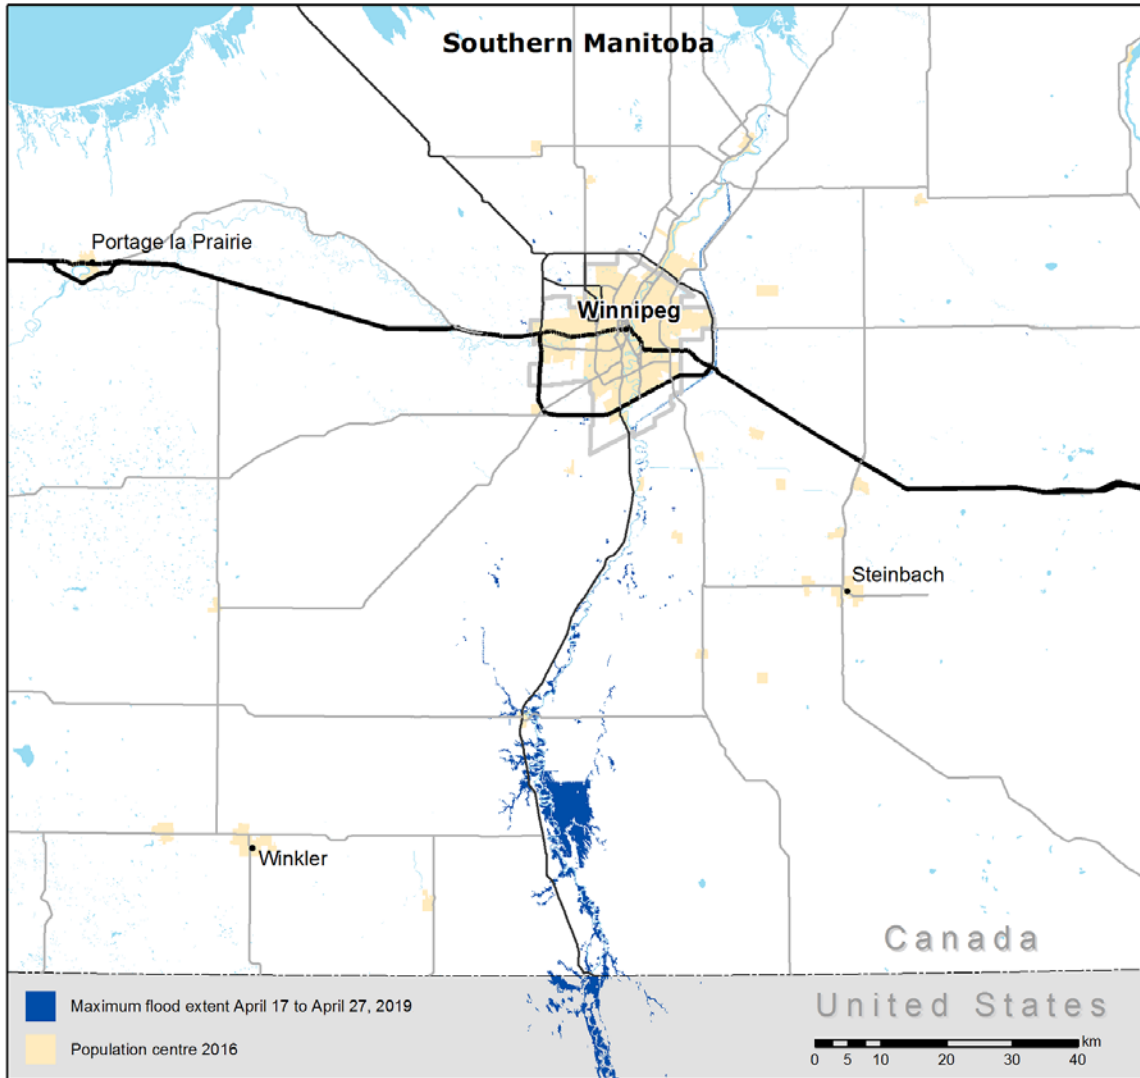 Southern Manitoba
Portage la Prairie
Winnipeg
Steinbach
Winkler
Canada
United States
Maximum flood extent April 17 to April 27, 2019
Population centre 2016
km
0 5 10 20 30 40